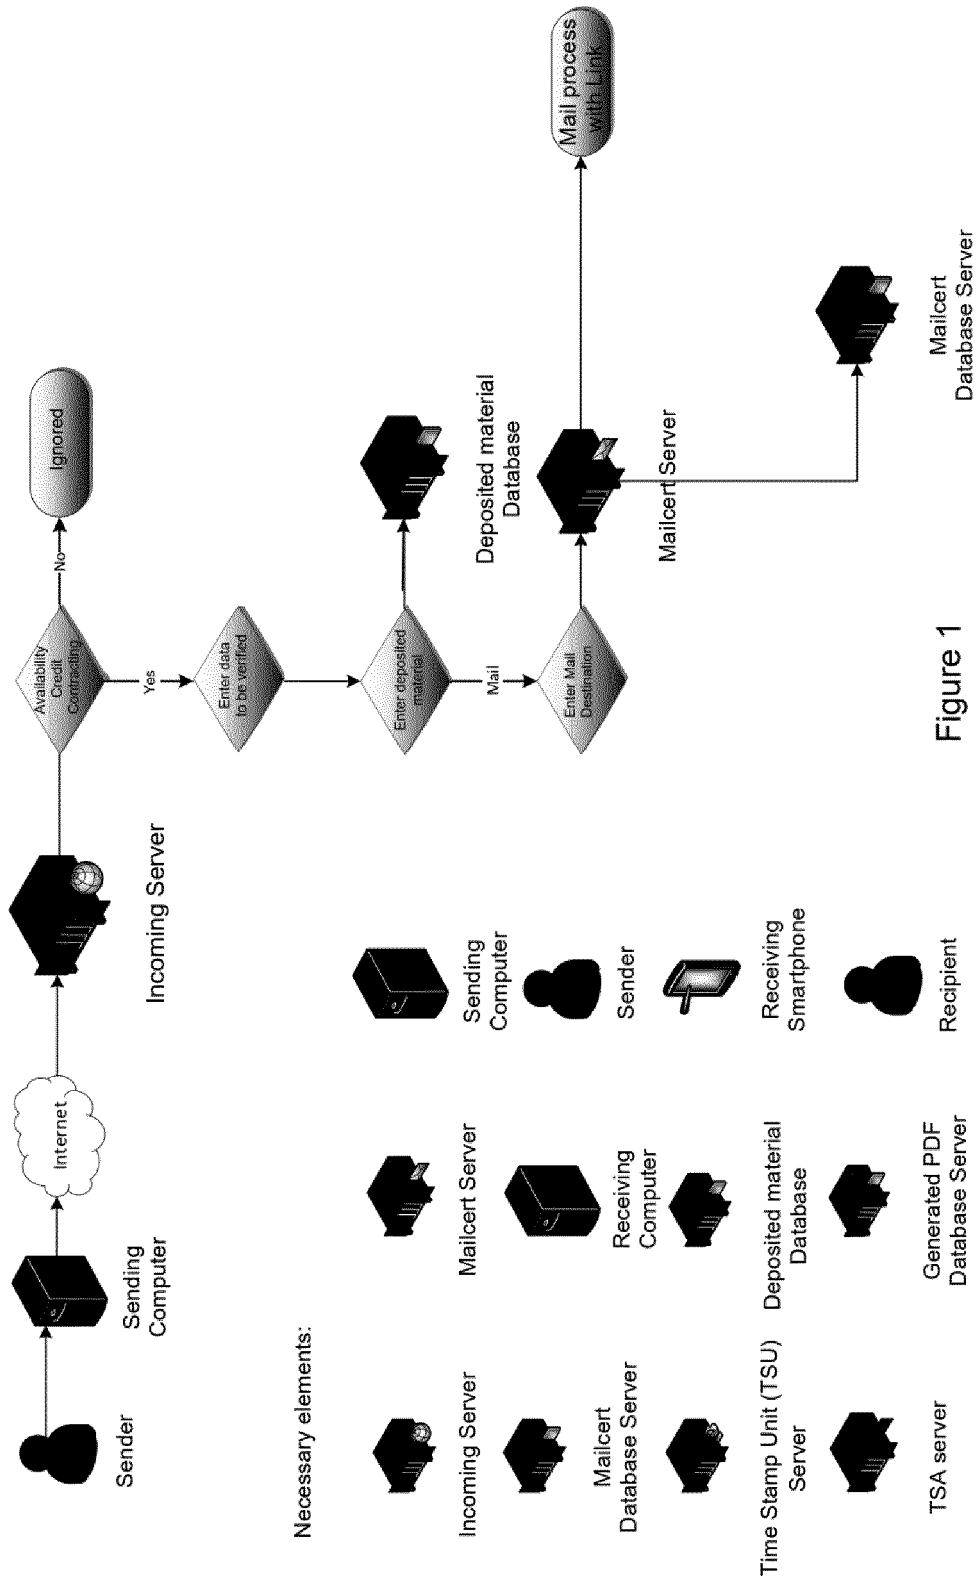 Sender
Sending
Computer
Internet
Incoming Server
Availability
Credit
Contracting
No
Ignored
Yes
Enter data
to be verified
Enter deposited
material
Deposited material
Database
Mail
Enter Mail
Destination
Mailcert Server
Mail process
with Link
Mailcert
Database Server
Necessary elements:
Incoming Server
Mailcert Server
Sending
Computer
Mailcert
Database Server
Receiving
Computer
Sender
Time Stamp Unit (TSU)
Server
Deposited material
Database
Receiving
Smartphone
TSA server
Generated PDF
Database Server
Recipient
Figure 1